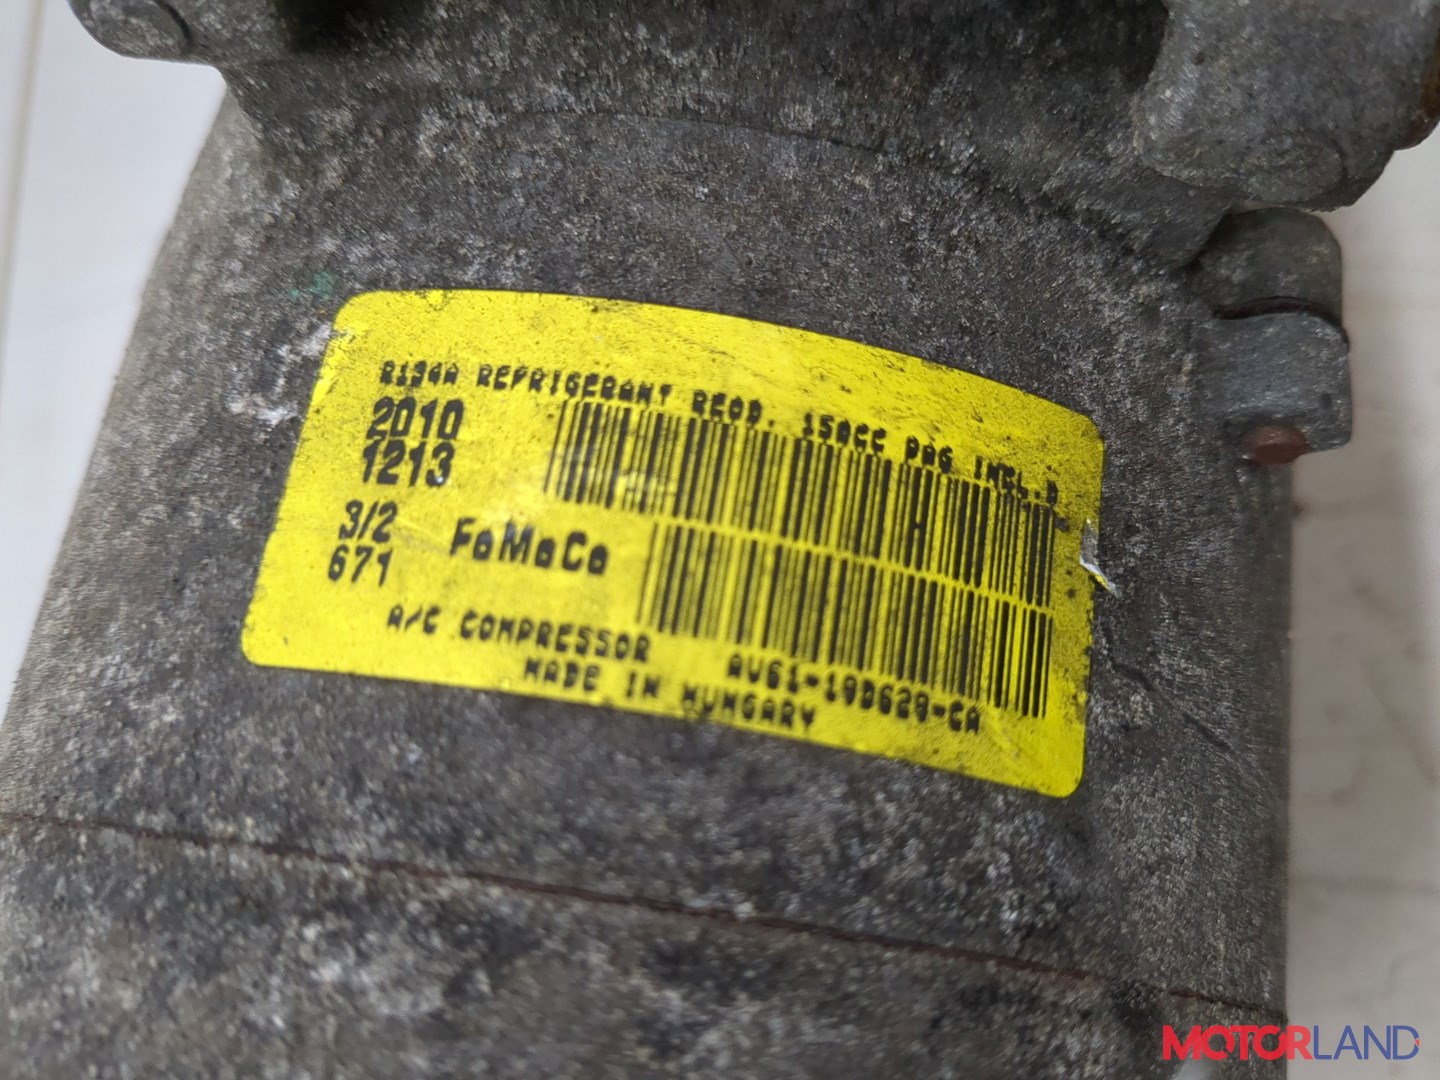 R134A REFRIGERANT REQD. 150CC PAG INCL.D
2010
1213
3/2
671
FoMoCo
A/C COMPRESSOR
AV61-19D629-CA
MADE IN HUNGARY
MOTORLAND